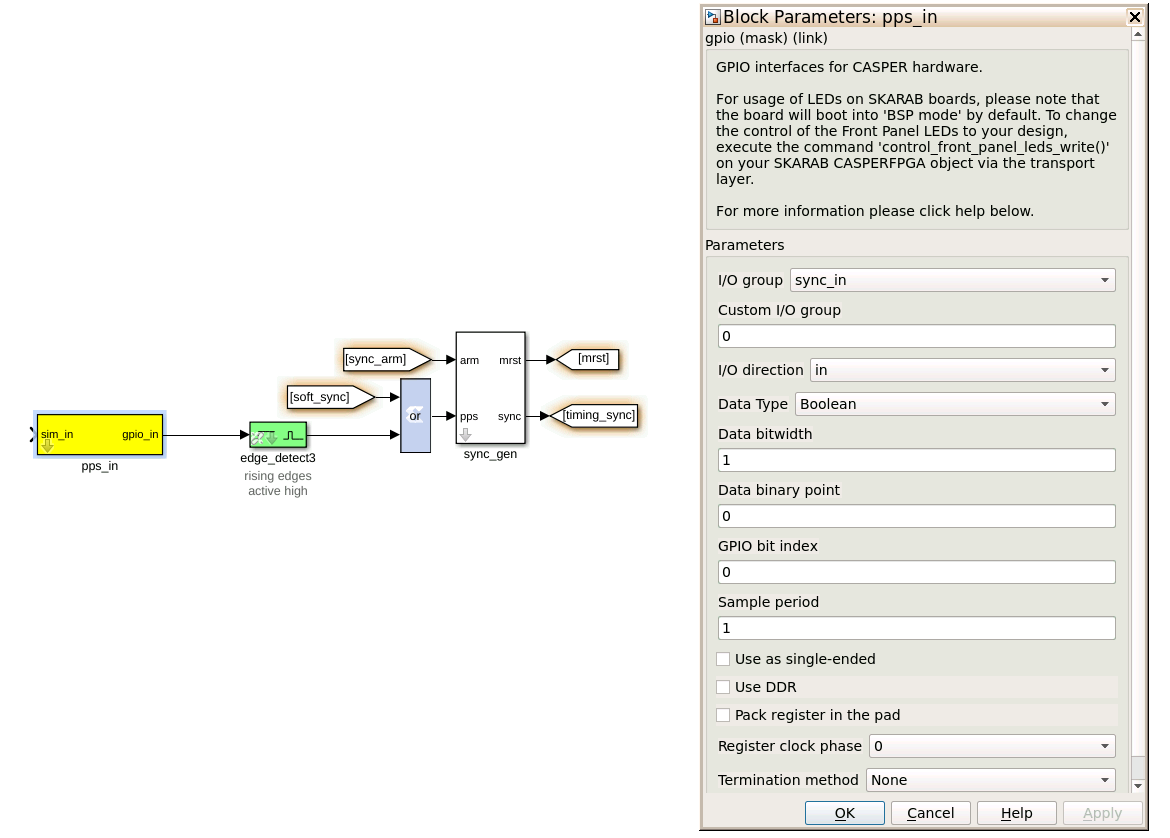 [sync_arm]
[soft_sync]
sim_in
gpio_in
pps_in
edge_detect3
rising edges
active high
or
arm
mrst
pps
sync
sync_gen
[mrst]
[timing_sync]
Block Parameters: pps_in
gpio (mask) (link)
GPIO interfaces for CASPER hardware.
For usage of LEDs on SKARAB boards, please note that
the board will boot into 'BSP mode' by default. To change
the control of the Front Panel LEDs to your design,
execute the command 'control_front_panel_leds_write()'
on your SKARAB CASPERFPGA object via the transport
layer.
For more information please click help below.
Parameters
I/O group sync_in
Custom I/O group
0
I/O direction in
Data Type Boolean
Data bitwidth
1
Data binary point
0
GPIO bit index
0
Sample period
1
Use as single-ended
Use DDR
Pack register in the pad
Register clock phase 0
Termination method None
OK Cancel Help Apply